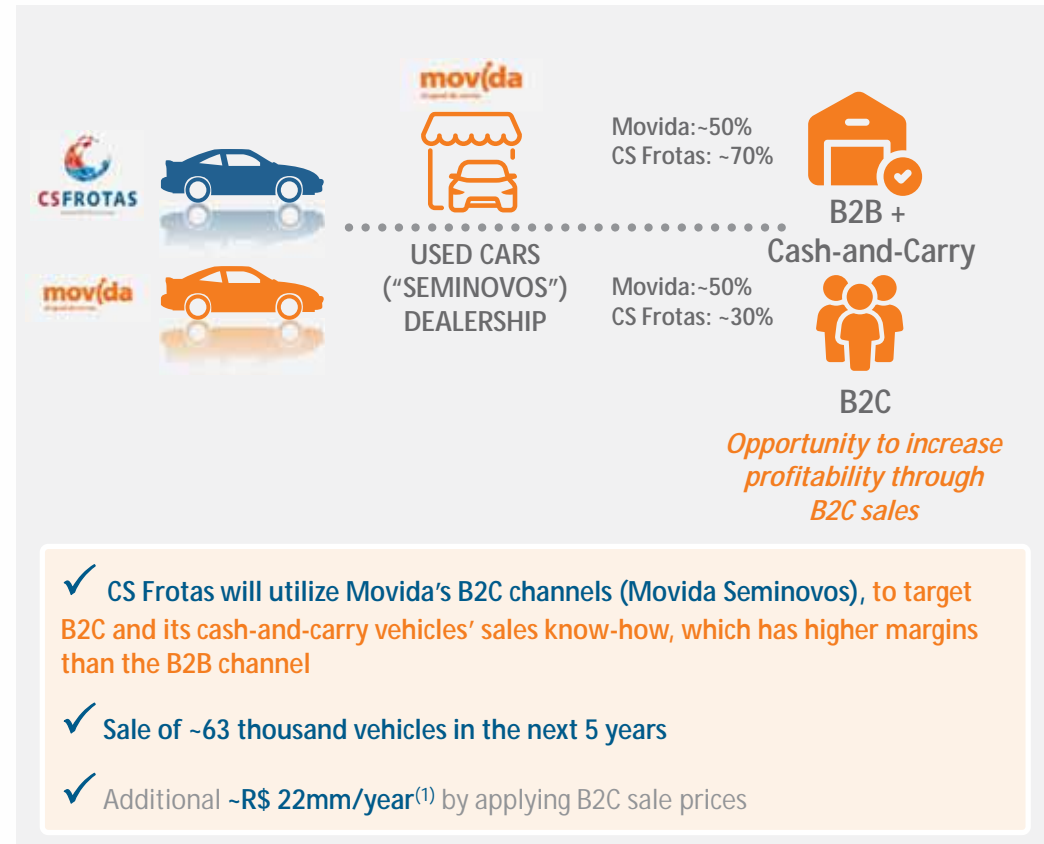 movida
Movida:~50%
CS Frotas: ~70%
CSFROTAS
B2B +
Cash-and-Carry
USED CARS
(“SEMINOVOS”)
DEALERSHIP
movida
Movida:~50%
CS Frotas: ~30%
B2C
Opportunity to increase
profitability through
B2C sales
✓ CS Frotas will utilize Movida’s B2C channels (Movida Seminovos), to target
B2C and its cash-and-carry vehicles’ sales know-how, which has higher margins
than the B2B channel
✓ Sale of ~63 thousand vehicles in the next 5 years
✓ Additional ~R$ 22mm/year(1) by applying B2C sale prices